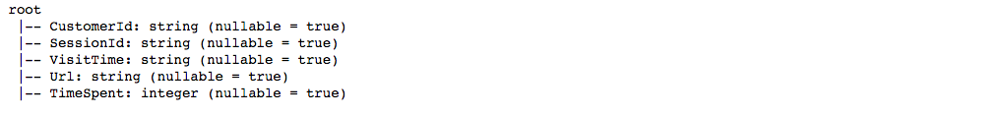 root
 |-- CustomerId: string (nullable = true)
 |-- SessionId: string (nullable = true)
 |-- VisitTime: string (nullable = true)
 |-- Url: string (nullable = true)
 |-- TimeSpent: integer (nullable = true)